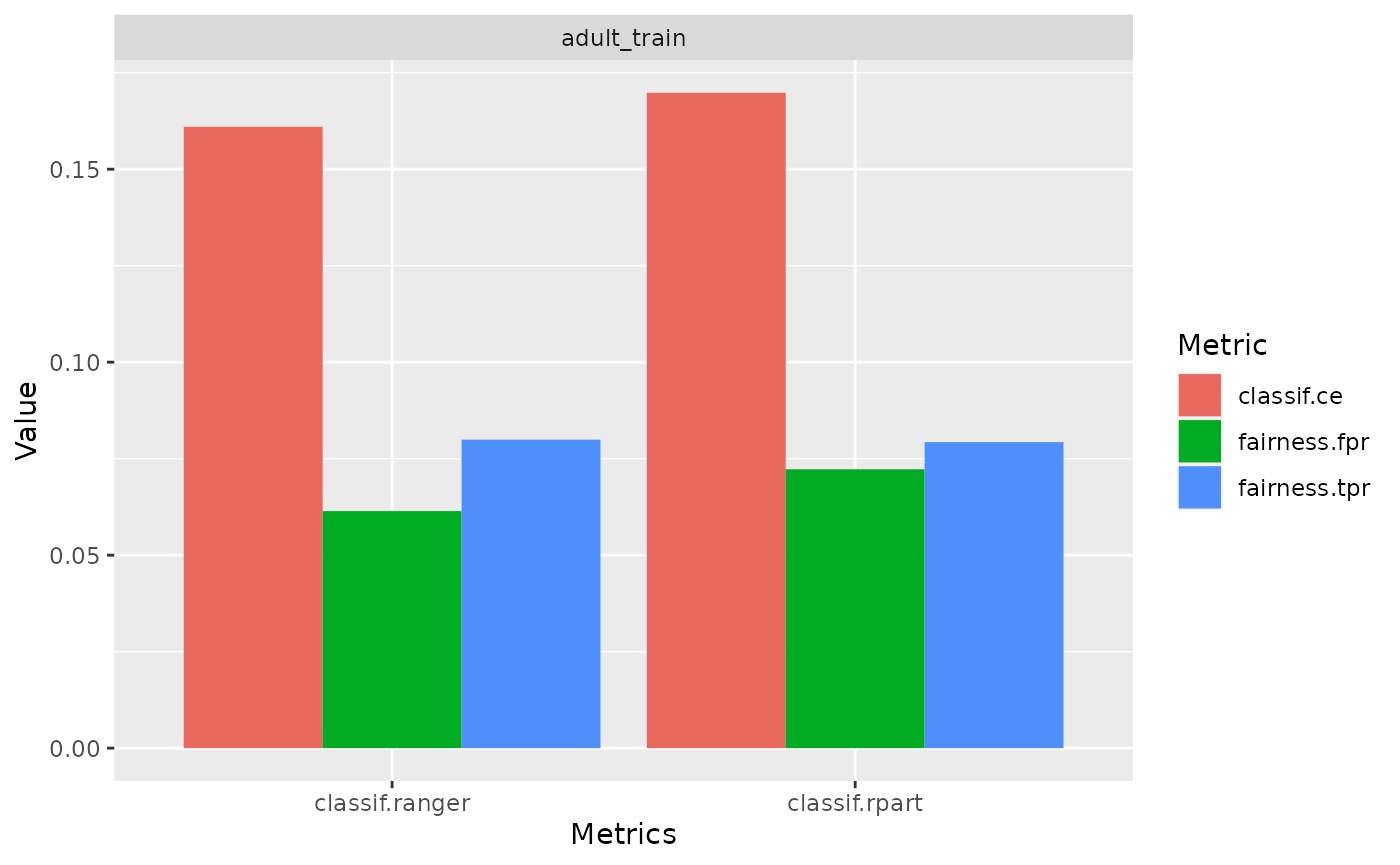 adult_train
0.15
0.10
0.05
0.00
Value
classif.ranger
classif.rpart
Metrics
Metric
classif.ce
fairness.fpr
fairness.tpr